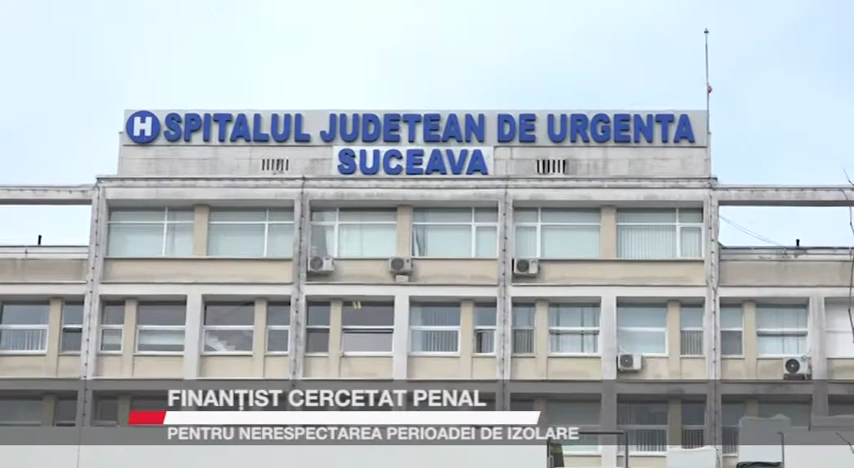 H SPITALUL JUDETEAN DE URGENTA
SUCEAVA
FINANȚIST CERCETAT PENAL
PENTRU NERESPECTAREA PERIOADEI DE IZOLARE